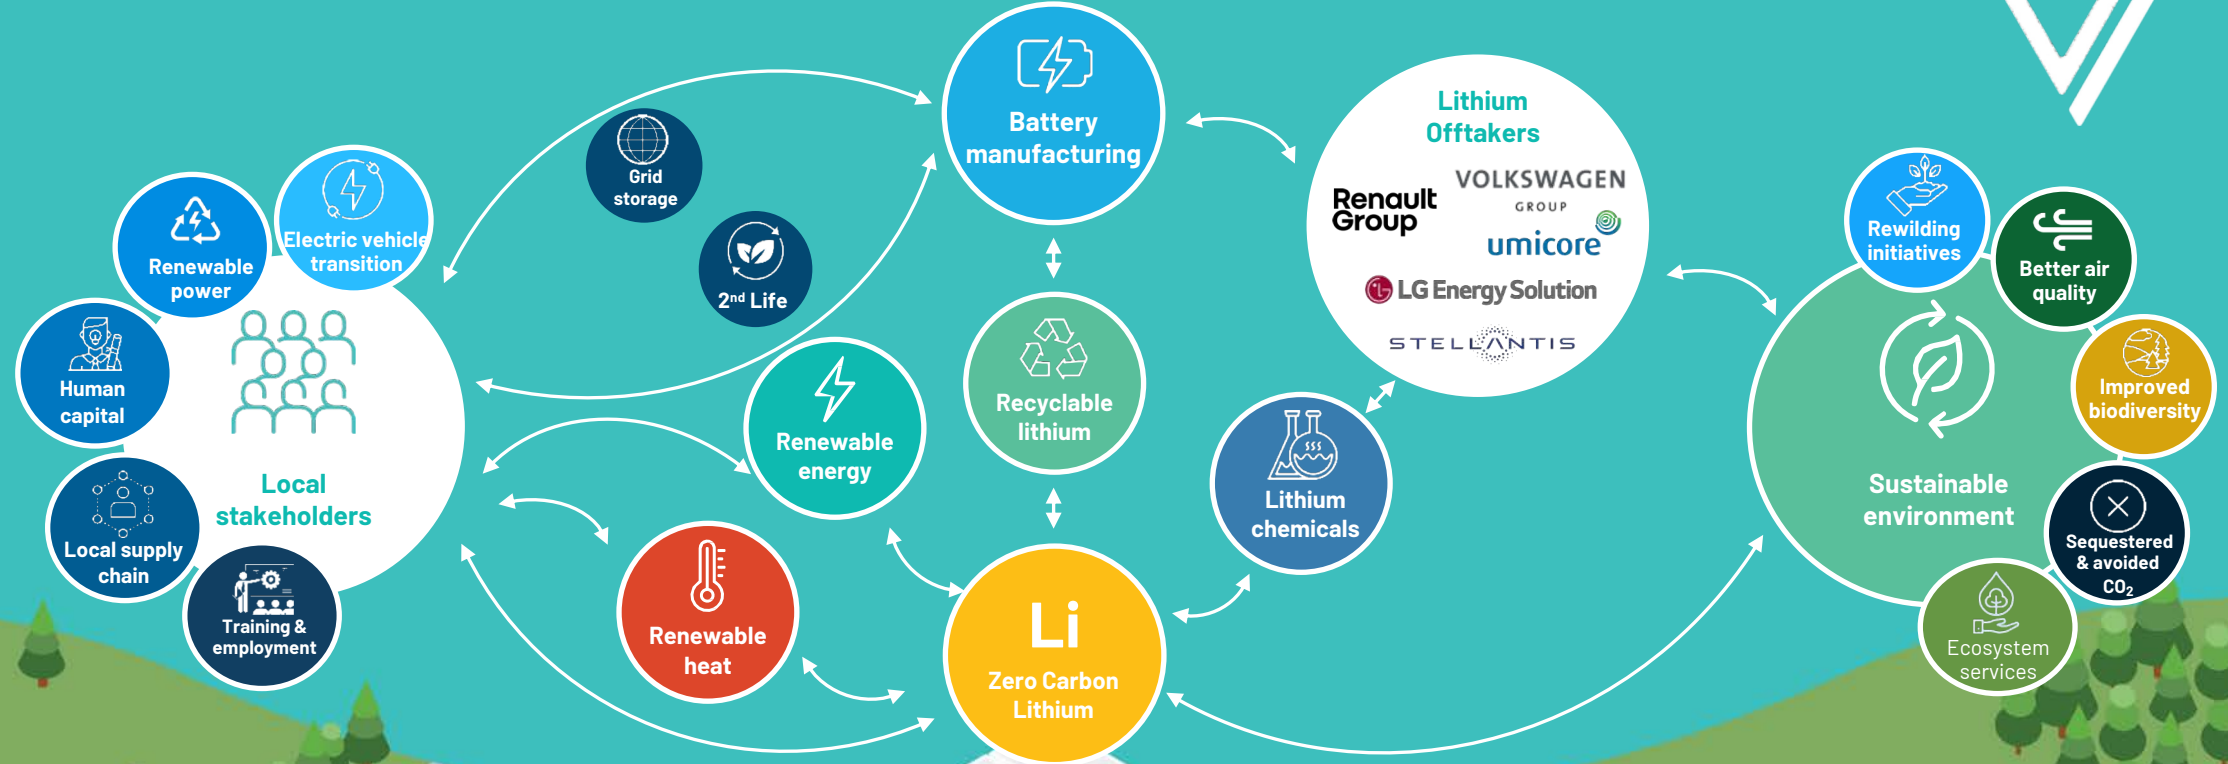 Battery
manufacturing
Lithium
Offtakers
Renault
Group
VOLKSWAGEN
GROUP
umicore
LG Energy Solution
STELLANTIS
Grid
storage
2nd Life
Electric vehicle
transition
Renewable
power
Human
capital
Local
stakeholders
Local supply
chain
Training &
employment
Renewable
energy
Recyclable
lithium
Renewable
heat
Lithium
chemicals
Li
Zero Carbon
Lithium
Rewilding
initiatives
Better air
quality
Improved
biodiversity
Sustainable
environment
Sequestered
& avoided
CO₂
Ecosystem
services